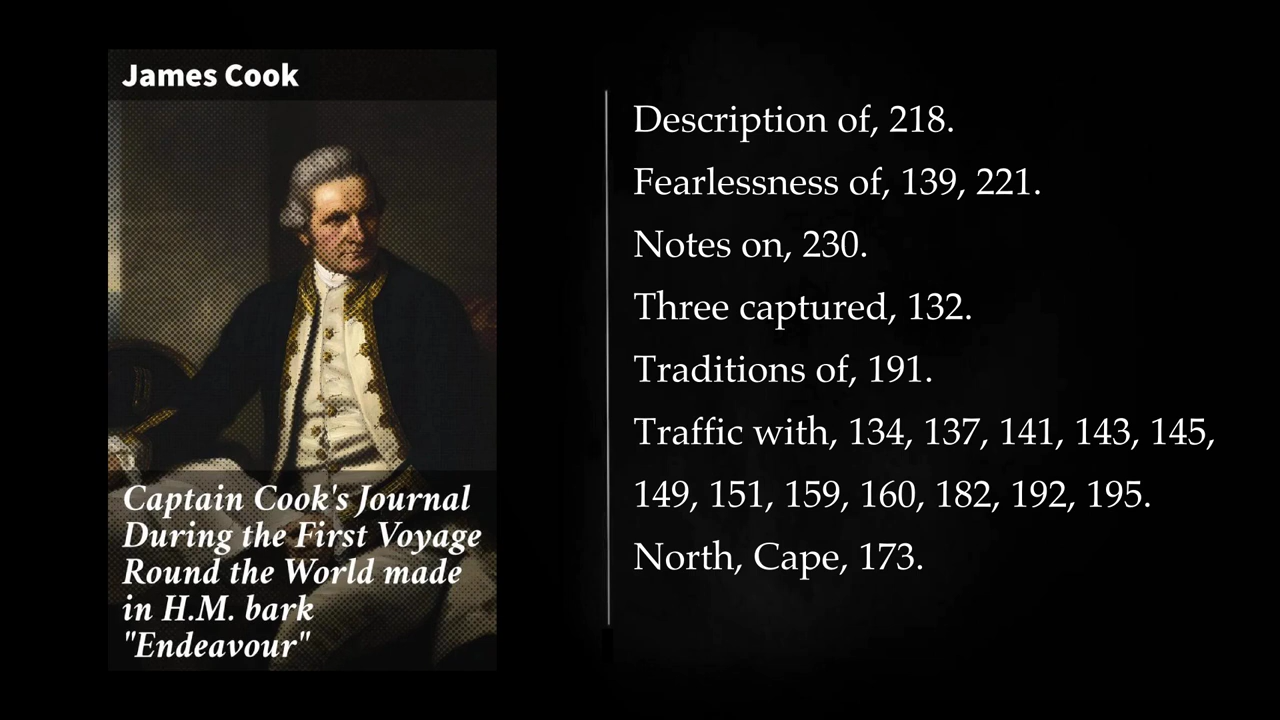 James Cook
Captain Cook's Journal
During the First Voyage
Round the World made
in H.M. bark
"Endeavour"
Description of, 218.
Fearlessness of, 139, 221.
Notes on, 230.
Three captured, 132.
Traditions of, 191.
Traffic with, 134, 137, 141, 143, 145,
149, 151, 159, 160, 182, 192, 195.
North, Cape, 173.